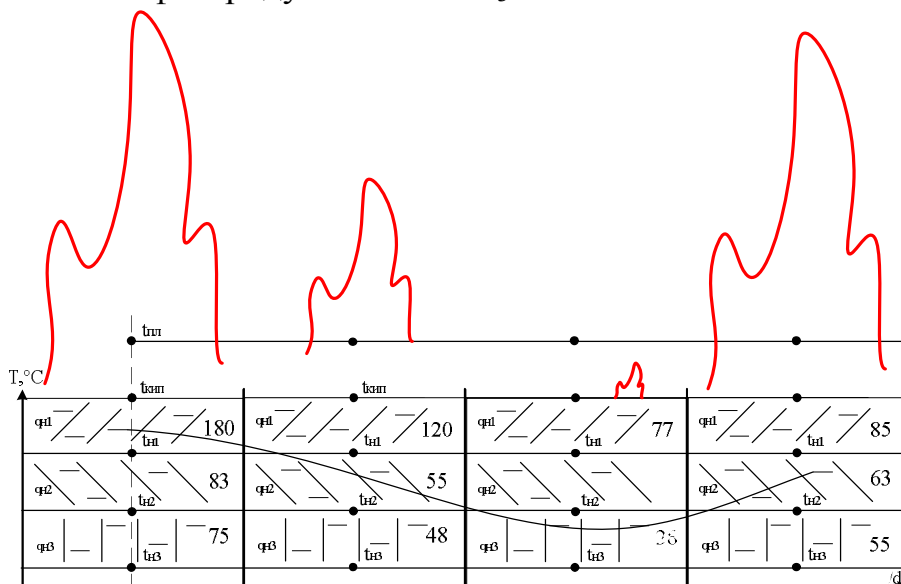 tпл
T,°C
tкип tкип
qн1 180 qн1 120 qн1 77 qн1 85
tн1 tн1 tн1 tн1
qн2 83 qн2 55 qн2 qн2 63
tн2 tн2 tн2 tн2
qн3 75 qн3 48 qн3 qн3 55
tн3 tн3 tн3 tн3